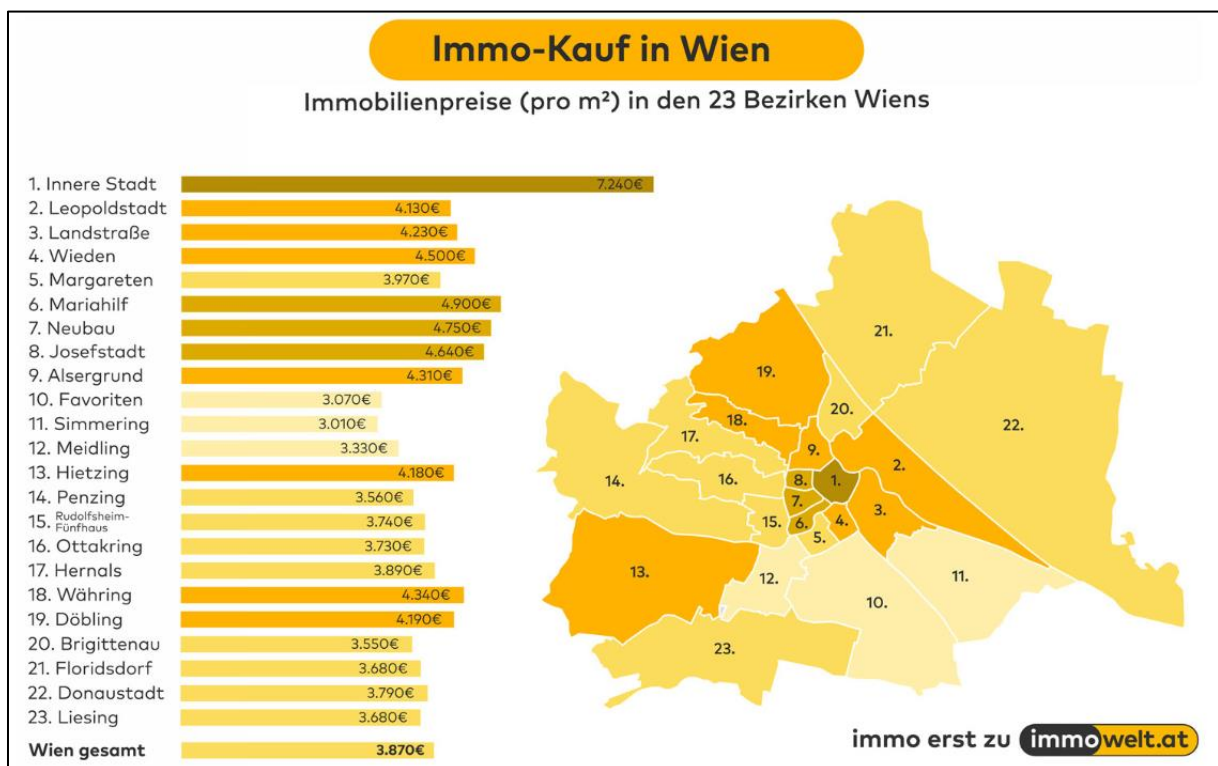 Immo-Kauf in Wien
Immobilienpreise (pro m²) in den 23 Bezirken Wiens
1. Innere Stadt 7.240€
2. Leopoldstadt 4.130€
3. Landstraße 4.230€
4. Wieden 4.500€
5. Margareten 3.970€
6. Mariahilf 4.900€
7. Neubau 4.750€
8. Josefstadt 4.640€
9. Alsergrund 4.310€
10. Favoriten 3.070€
11. Simmering 3.010€
12. Meidling 3.330€
13. Hietzing 4.180€
14. Penzing 3.560€
15. Rudolfsheim-
Fünfhaus 3.740€
16. Ottakring 3.730€
17. Hernals 3.890€
18. Währing 4.340€
19. Döbling 4.190€
20. Brigittenau 3.550€
21. Floridsdorf 3.680€
22. Donaustadt 3.790€
23. Liesing 3.680€
Wien gesamt 3.870€
21.
19.
20.
18.
22.
17.
9.
2.
16.
8.
1.
14.
7.
3.
15.
6.
4.
5.
13.
12.
11.
10.
23.
immo erst zu immowelt.at